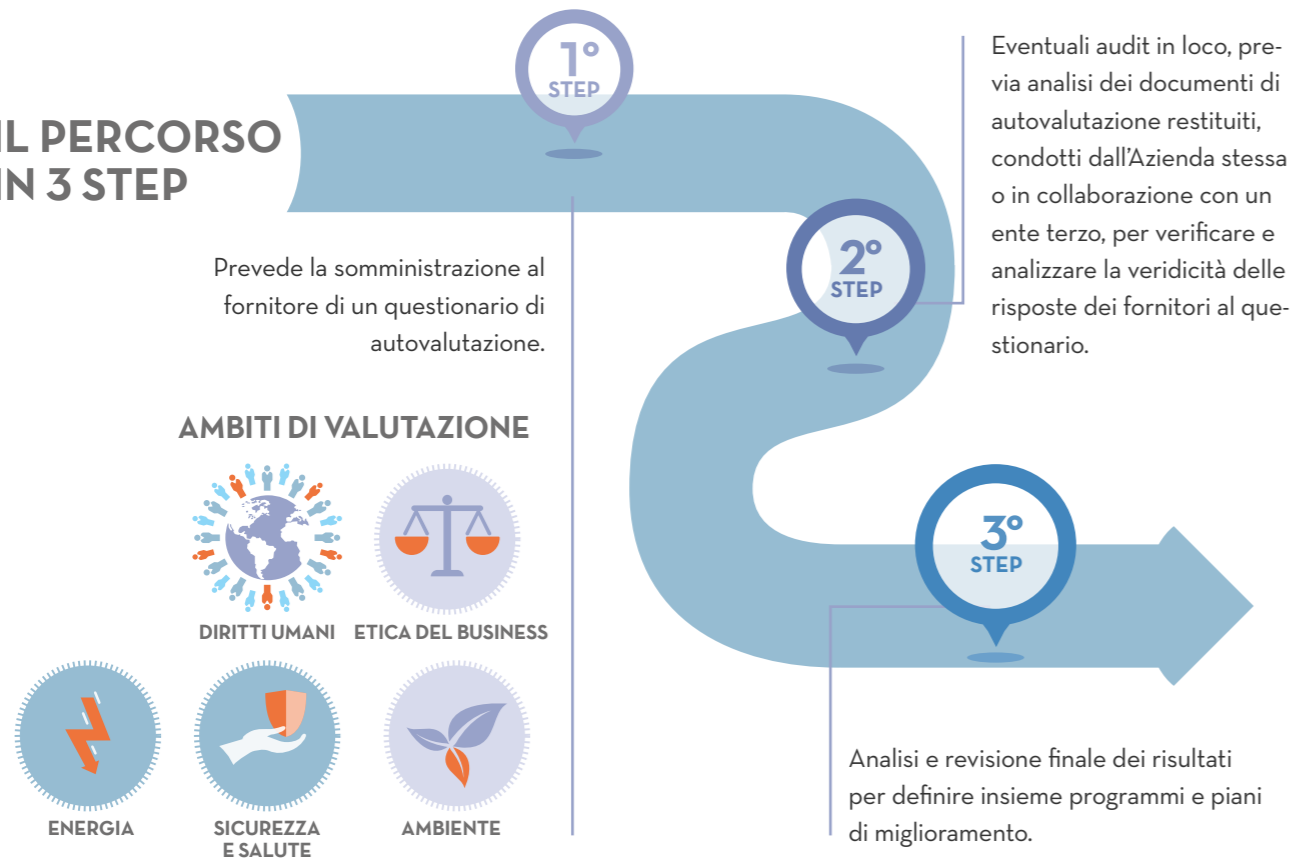 IL PERCORSO
IN 3 STEP
1°
STEP
Prevede la somministrazione al
fornitore di un questionario di
autovalutazione.
AMBITI DI VALUTAZIONE
DIRITTI UMANI
ETICA DEL BUSINESS
ENERGIA
SICUREZZA
E SALUTE
AMBIENTE
2°
STEP
Eventuali audit in loco, pre-
via analisi dei documenti di
autovalutazione restituiti,
condotti dall'Azienda stessa
o in collaborazione con un
ente terzo, per verificare e
analizzare la veridicità delle
risposte dei fornitori al que-
stionario.
3°
STEP
Analisi e revisione finale dei risultati
per definire insieme programmi e piani
di miglioramento.